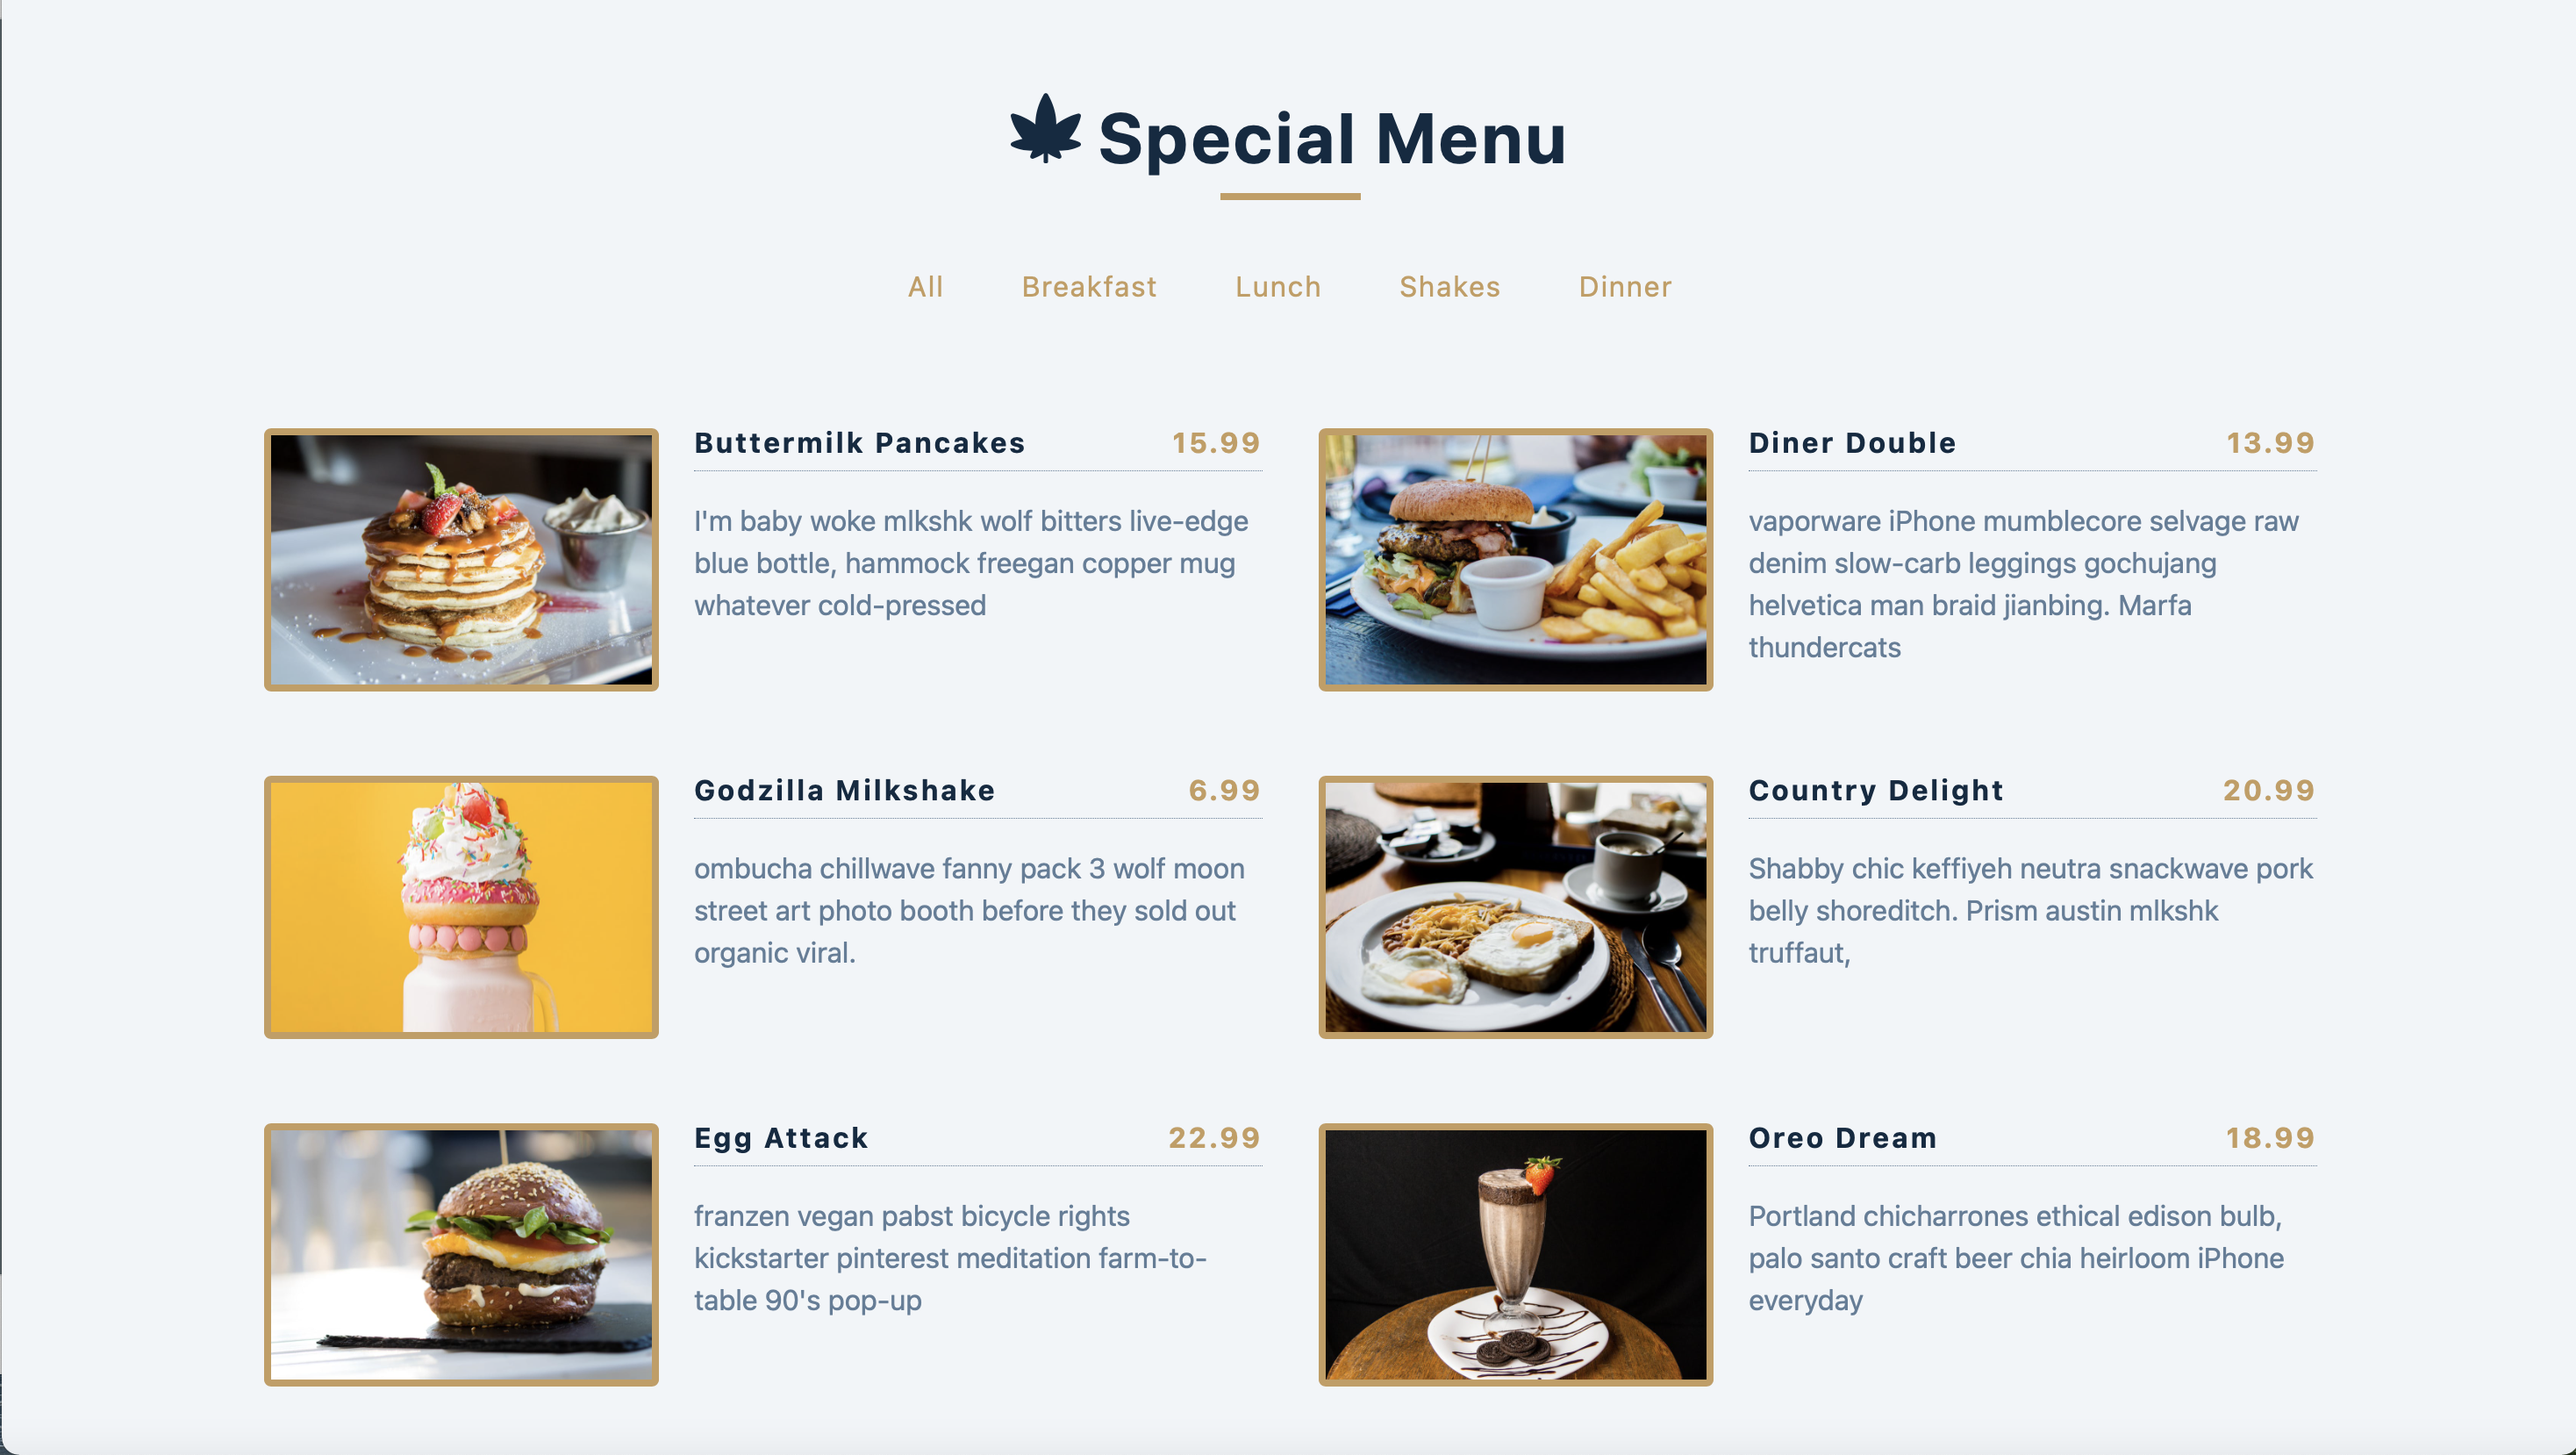 Special Menu
All Breakfast Lunch Shakes Dinner
Buttermilk Pancakes 15.99
I'm baby woke mlkshk wolf bitters live-edge
blue bottle, hammock freegan copper mug
whatever cold-pressed
Diner Double 13.99
vaporware iPhone mumblecore selvage raw
denim slow-carb leggings gochujang
helvetica man braid jianbing. Marfa
thundercats
Godzilla Milkshake 6.99
ombucha chillwave fanny pack 3 wolf moon
street art photo booth before they sold out
organic viral.
Country Delight 20.99
Shabby chic keffiyeh neutra snackwave pork
belly shoreditch. Prism austin mlkshk
truffaut,
Egg Attack 22.99
franzen vegan pabst bicycle rights
kickstarter pinterest meditation farm-to-
table 90's pop-up
Oreo Dream 18.99
Portland chicharrones ethical edison bulb,
palo santo craft beer chia heirloom iPhone
everyday